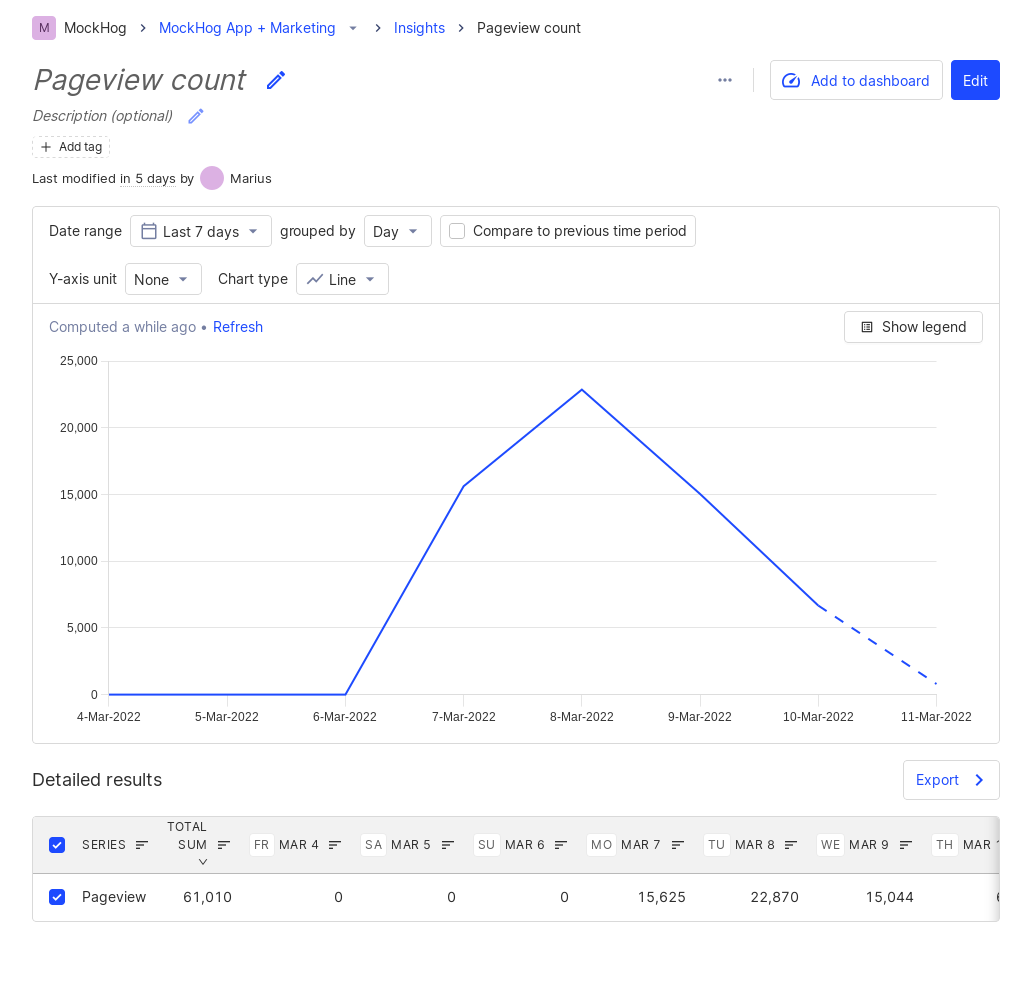 M MockHog > MockHog App + Marketing > Insights > Pageview count
Pageview count
Add to dashboard
Edit
Description (optional)
+ Add tag
Last modified in 5 days by Marius
Date range Last 7 days grouped by Day Compare to previous time period
Y-axis unit None Chart type Line
Computed a while ago • Refresh
Show legend
25,000
20,000
15,000
10,000
5,000
0
4-Mar-2022 5-Mar-2022 6-Mar-2022 7-Mar-2022 8-Mar-2022 9-Mar-2022 10-Mar-2022 11-Mar-2022
Detailed results
Export
SERIES TOTAL SUM FR MAR 4 SA MAR 5 SU MAR 6 MO MAR 7 TU MAR 8 WE MAR 9 TH MAR
Pageview 61,010 0 0 0 15,625 22,870 15,044